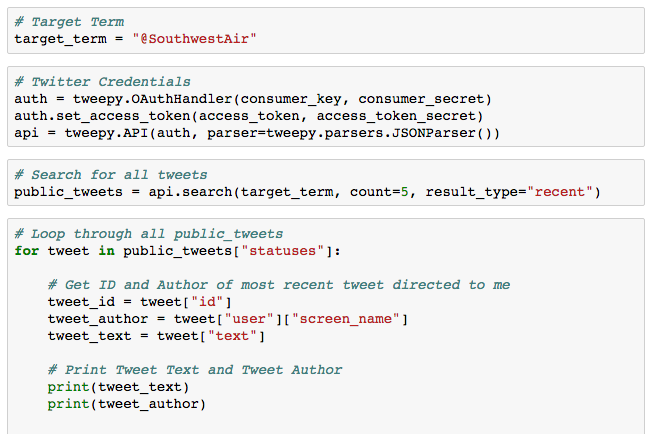 # Target Term
target_term = "@SouthwestAir"
# Twitter Credentials
auth = tweepy.OAuthHandler(consumer_key, consumer_secret)
auth.set_access_token(access_token, access_token_secret)
api = tweepy.API(auth, parser=tweepy.parsers.JSONParser())
# Search for all tweets
public_tweets = api.search(target_term, count=5, result_type="recent")
# Loop through all public_tweets
for tweet in public_tweets["statuses"]:
    # Get ID and Author of most recent tweet directed to me
    tweet_id = tweet["id"]
    tweet_author = tweet["user"]["screen_name"]
    tweet_text = tweet["text"]
    # Print Tweet Text and Tweet Author
    print(tweet_text)
    print(tweet_author)